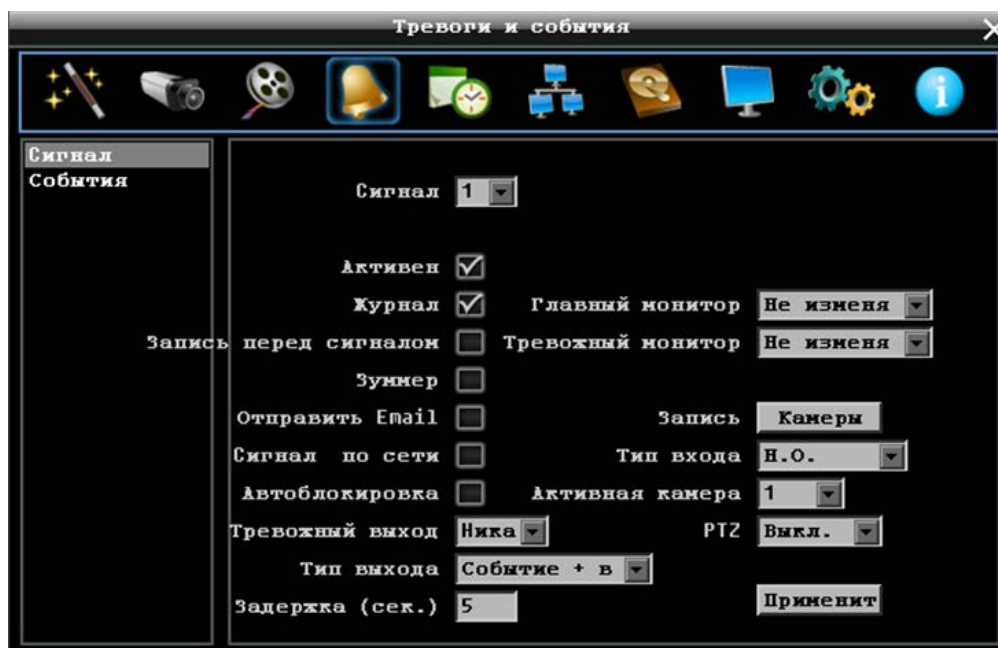 Тревоги и события
Сигнал
События
Сигнал 1
Активен
Журнал Главный монитор Не изменя
Запись перед сигналом Тревожный монитор Не изменя
Зуммер
Отправить Email Запись Камеры
Сигнал по сети Тип входа Н.О.
Автоблокировка Активная камера 1
Тревожный выход Ника PTZ Выкл.
Тип выхода Событие + в
Задержка (сек.) 5 Применит